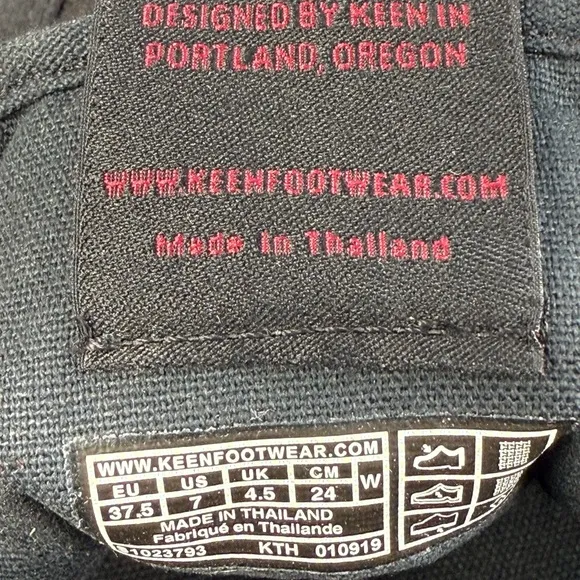 DESIGNED BY KEEN IN
PORTLAND, OREGON
WWW.KEENFOOTWEAR.COM
Made in Thailand
WWW.KEENFOOTWEAR.COM
EU US UK CM W
37.5 7 4.5 24
MADE IN THAILAND
Fabriqué en Thaïlande
1023793 KTH 010919